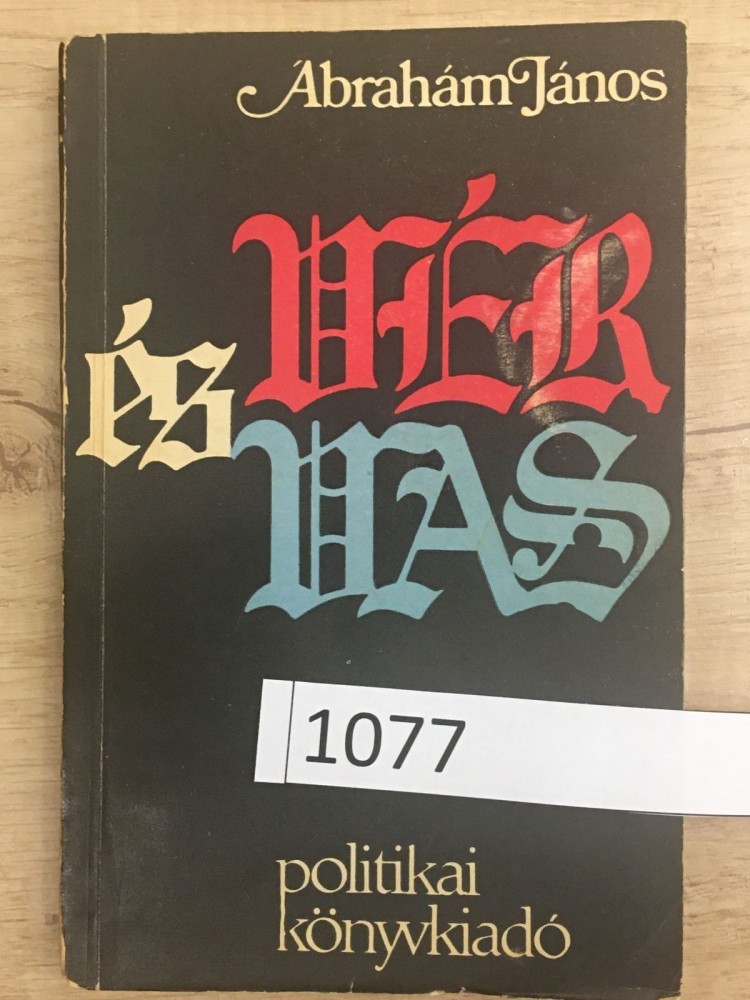 Ábrahám János
VÉR
és
VAS
1077
politikai
könyvkiadó